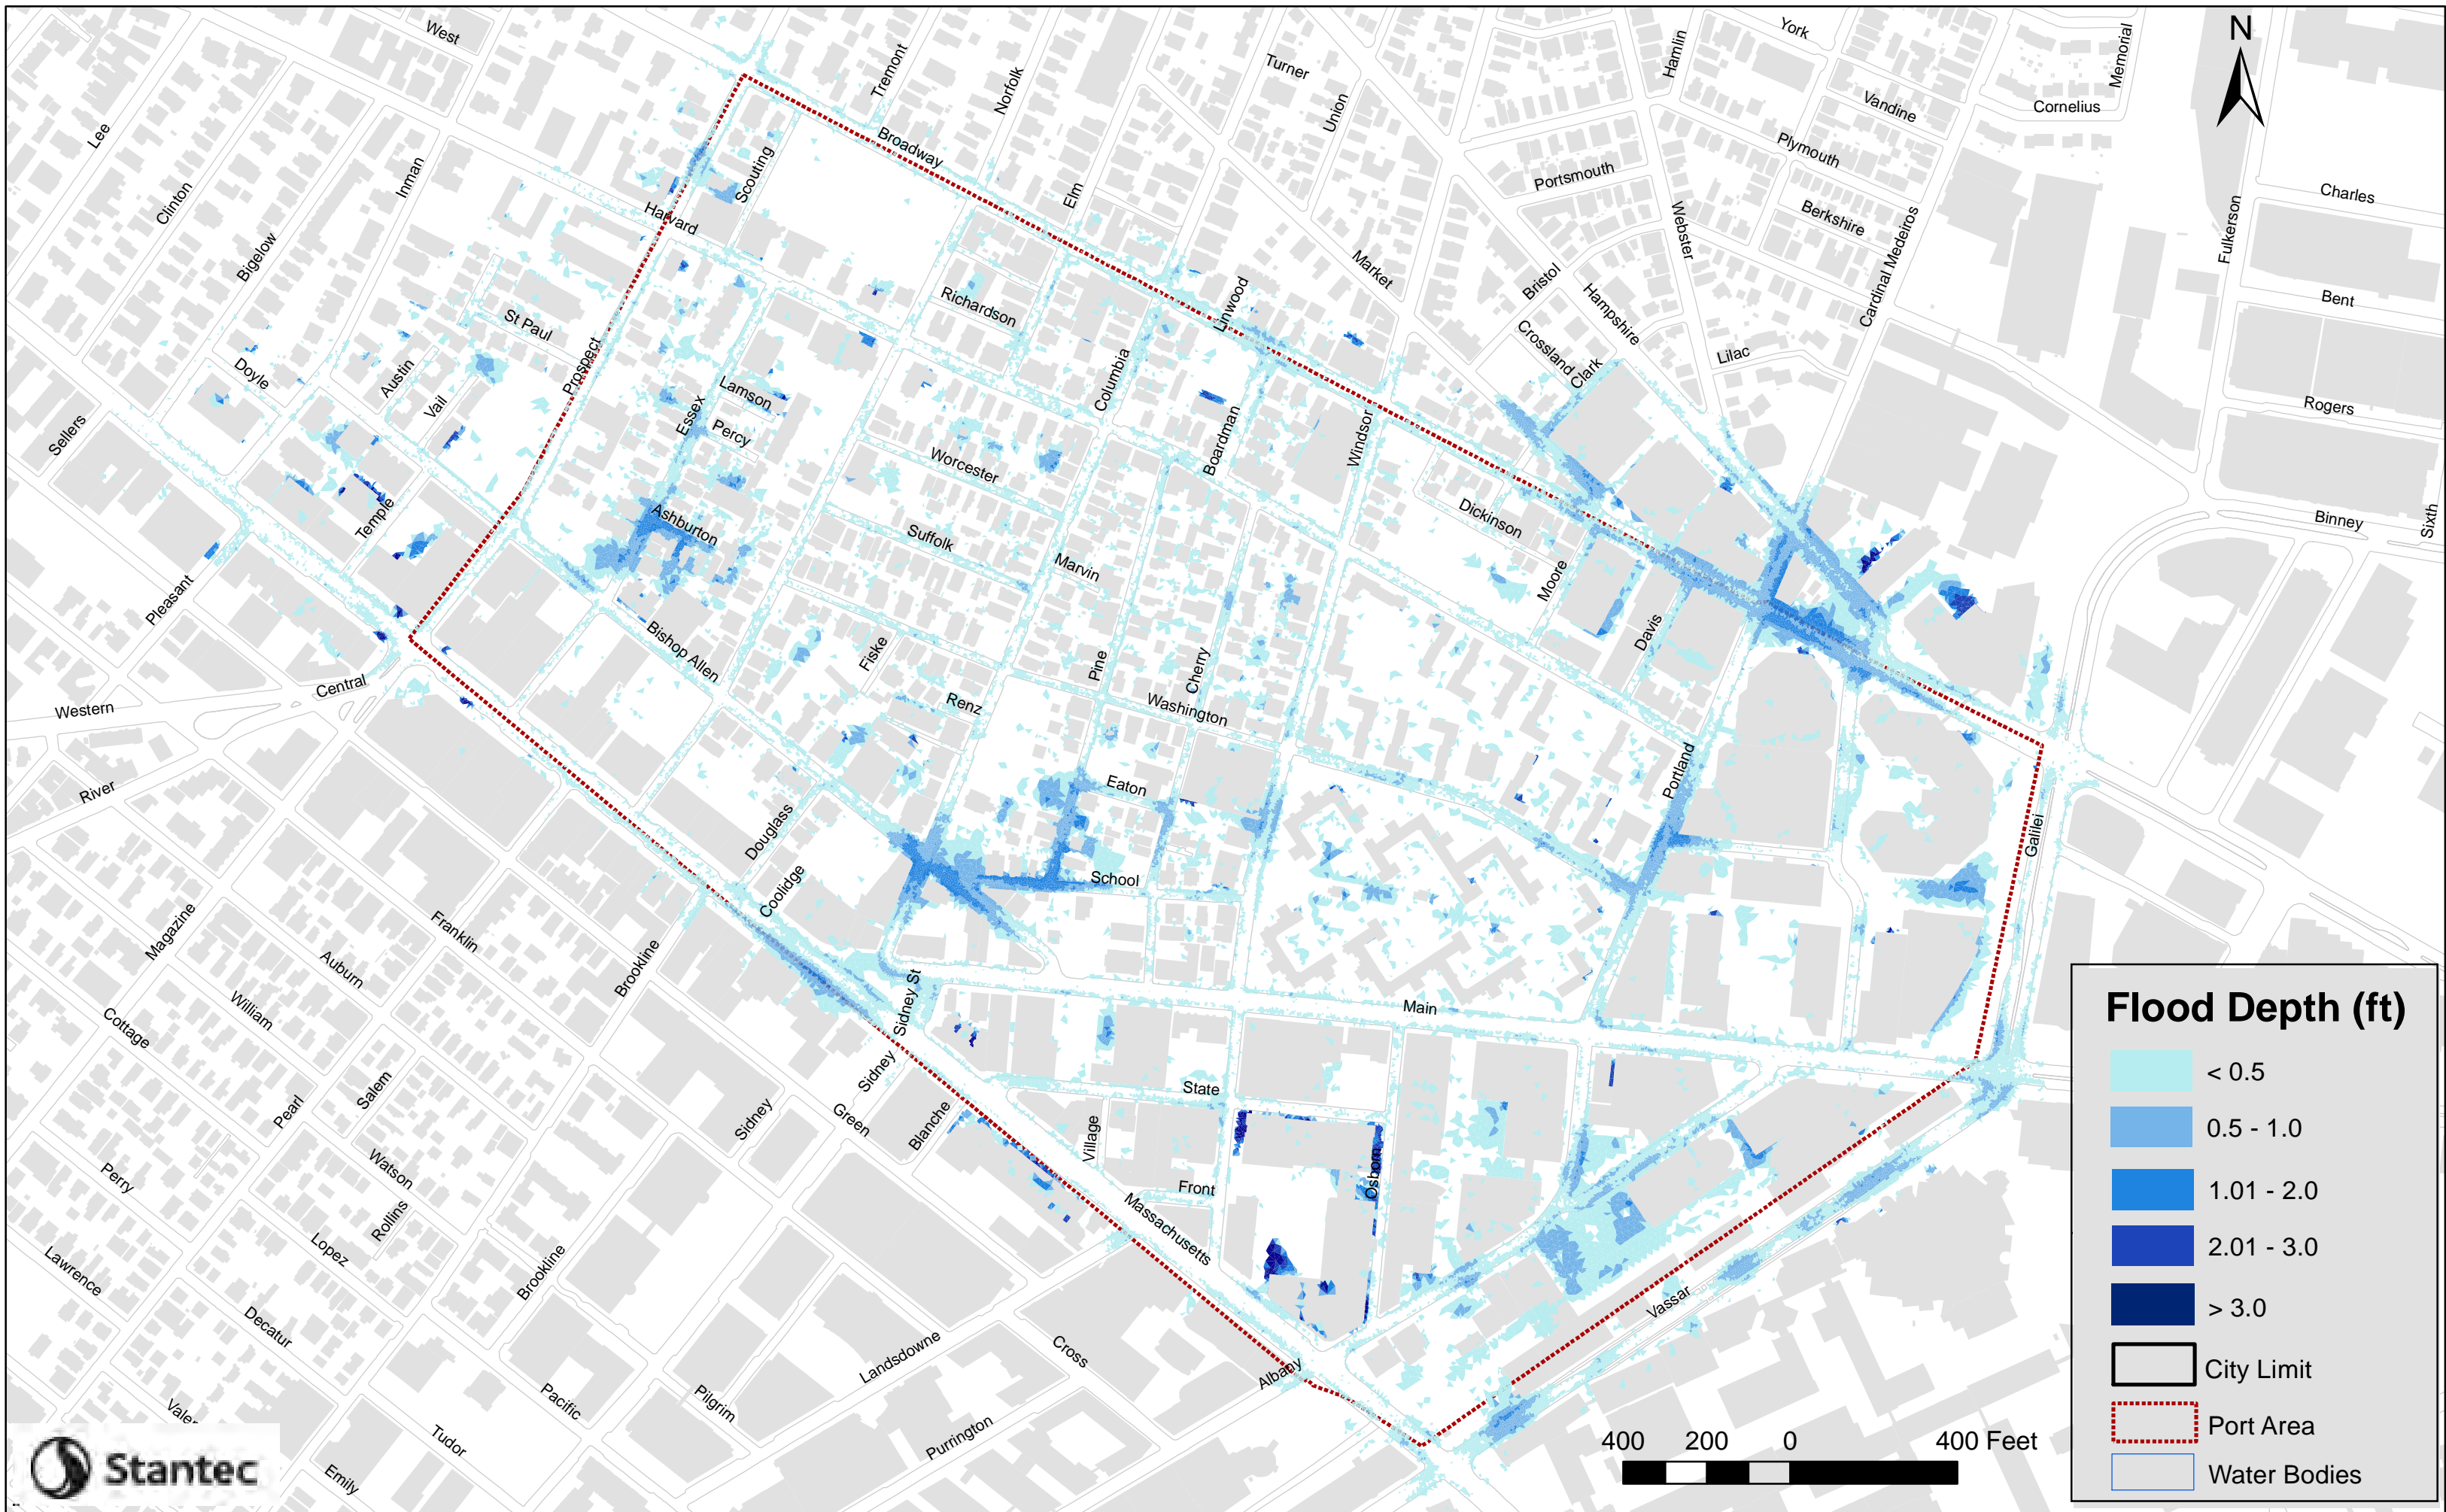 West
Tremont
Norfolk
Turner
Union
Hamlin
York
Memorial
N
Lee
Clinton
Bigelow
Inman
Scouting
Broadway
Elm
Vandine
Cornelius
Plymouth
Portsmouth
Berkshire
Webster
Cardinal Medeiros
Fulkerson
Charles
Harvard
Market
Bristol
Hampshire
Bent
St Paul
Prospect
Richardson
Linwood
Crossland
Clark
Lilac
Doyle
Austin
Vail
Lamson
Essex
Percy
Columbia
Boardman
Windsor
Rogers
Sellers
Worcester
Temple
Ashburton
Suffolk
Marvin
Dickinson
Binney
Sixth
Pleasant
Moore
Davis
Bishop Allen
Fiske
Pine
Cherry
Central
Western
Renz
Washington
Portland
River
Eaton
Douglass
Galilei
School
Coolidge
Magazine
Franklin
Brookline
Auburn
William
Cottage
Sidney St
Main
Flood Depth (ft)
< 0.5
0.5 - 1.0
1.01 - 2.0
2.01 - 3.0
> 3.0
City Limit
Port Area
Water Bodies
Salem
Pearl
Sidney
Sidney
Green
Blanche
Village
State
Front
Osborn
Massachusetts
Perry
Watson
Rollins
Lopez
Lawrence
Brookline
Decatur
Vassar
Landsdowne
Cross
Albany
Pacific
Pilgrim
Purrington
Tudor
Emily
Stantec
400 200 0 400 Feet